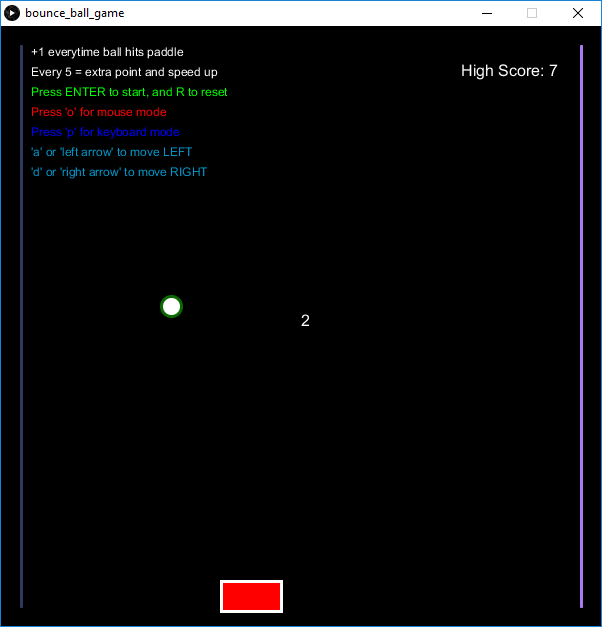 bounce_ball_game
+1 everytime ball hits paddle
Every 5 = extra point and speed up
High Score: 7
Press ENTER to start, and R to reset
Press 'o' for mouse mode
Press 'p' for keyboard mode
'a' or 'left arrow' to move LEFT
'd' or 'right arrow' to move RIGHT
2